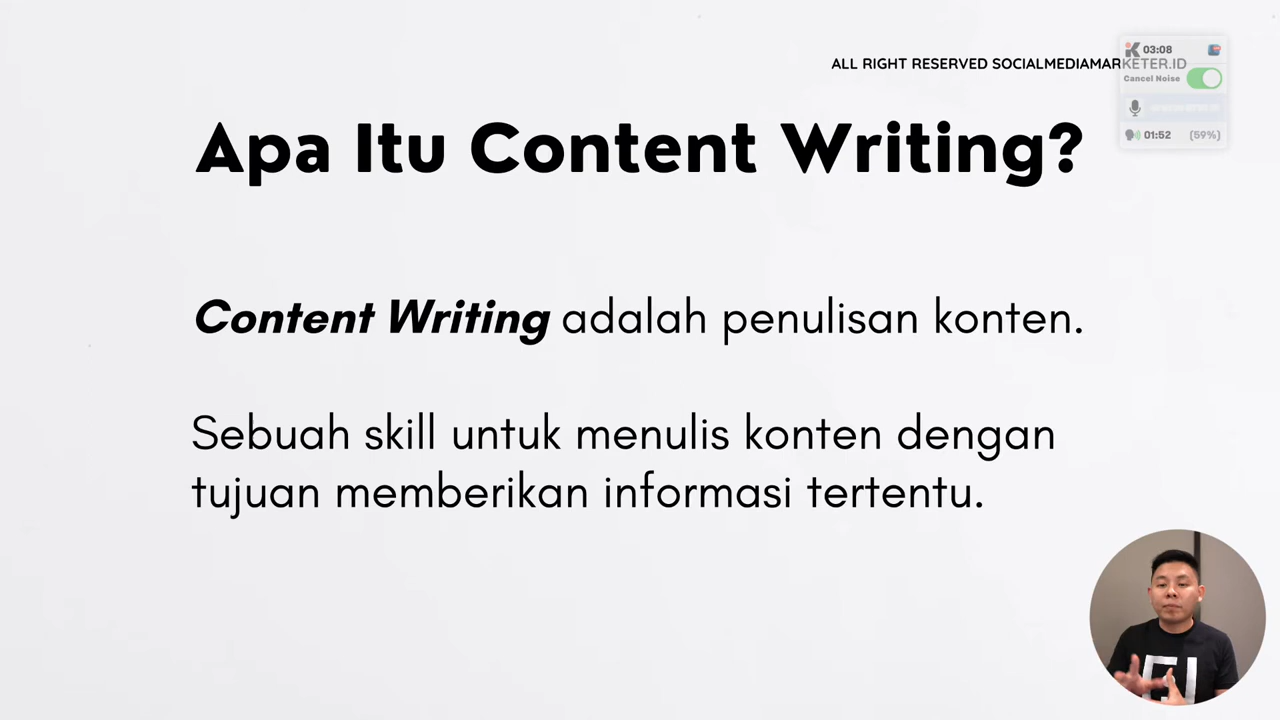 03:08
ALL RIGHT RESERVED SOCIALMEDIAMARKETER.ID
Cancel Noise
01:52 (59%)
Apa Itu Content Writing?
Content Writing adalah penulisan konten.
Sebuah skill untuk menulis konten dengan
tujuan memberikan informasi tertentu.